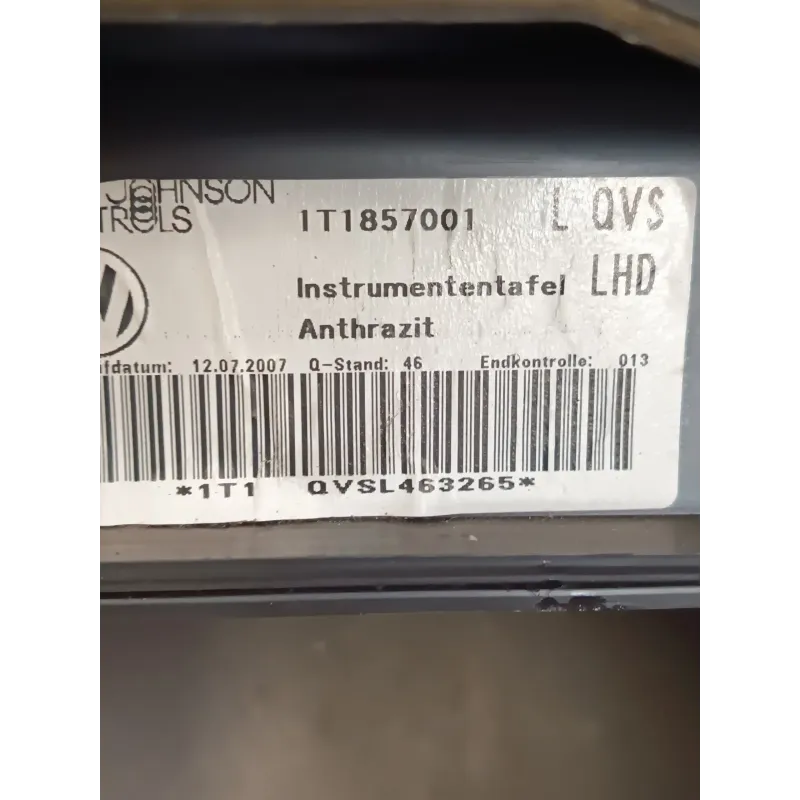 JOHNSON
TROLS
1T1857001
L QVS
Instrumententafel
LHD
Anthrazit
fdatum: 12.07.2007 Q-Stand: 46 Endkontrolle: 013
*1T1 QVSL463265*